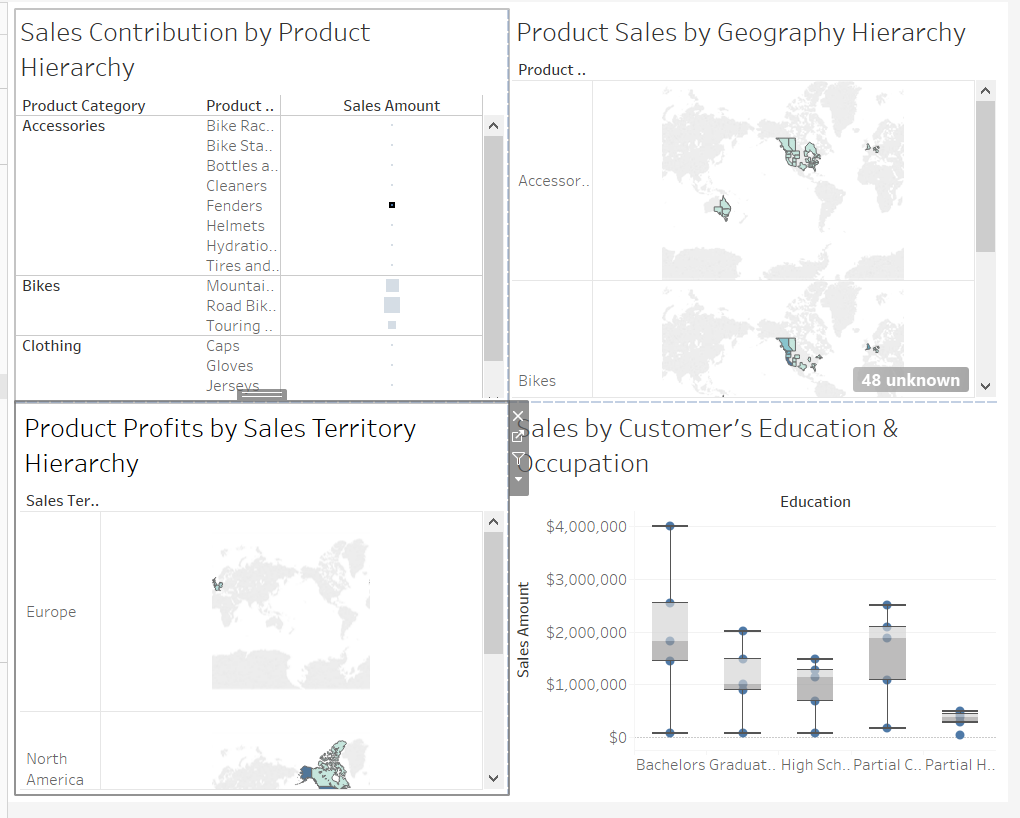 Sales Contribution by Product
Hierarchy
Product Category Product .. Sales Amount
Accessories Bike Rac..
Bike Sta..
Bottles a..
Cleaners
Fenders
Helmets
Hydratio..
Tires and..
Bikes Mountai..
Road Bik..
Touring ..
Clothing Caps
Gloves
Jerseys
Product Sales by Geography Hierarchy
Product ..
Accessor..
Bikes
48 unknown
Product Profits by Sales Territory
Hierarchy
Sales Ter..
Europe
North
America
Sales by Customer's Education &
Occupation
Education
Sales Amount
$4,000,000
$3,000,000
$2,000,000
$1,000,000
$0
Bachelors Graduat.. High Sch.. Partial C.. Partial H..